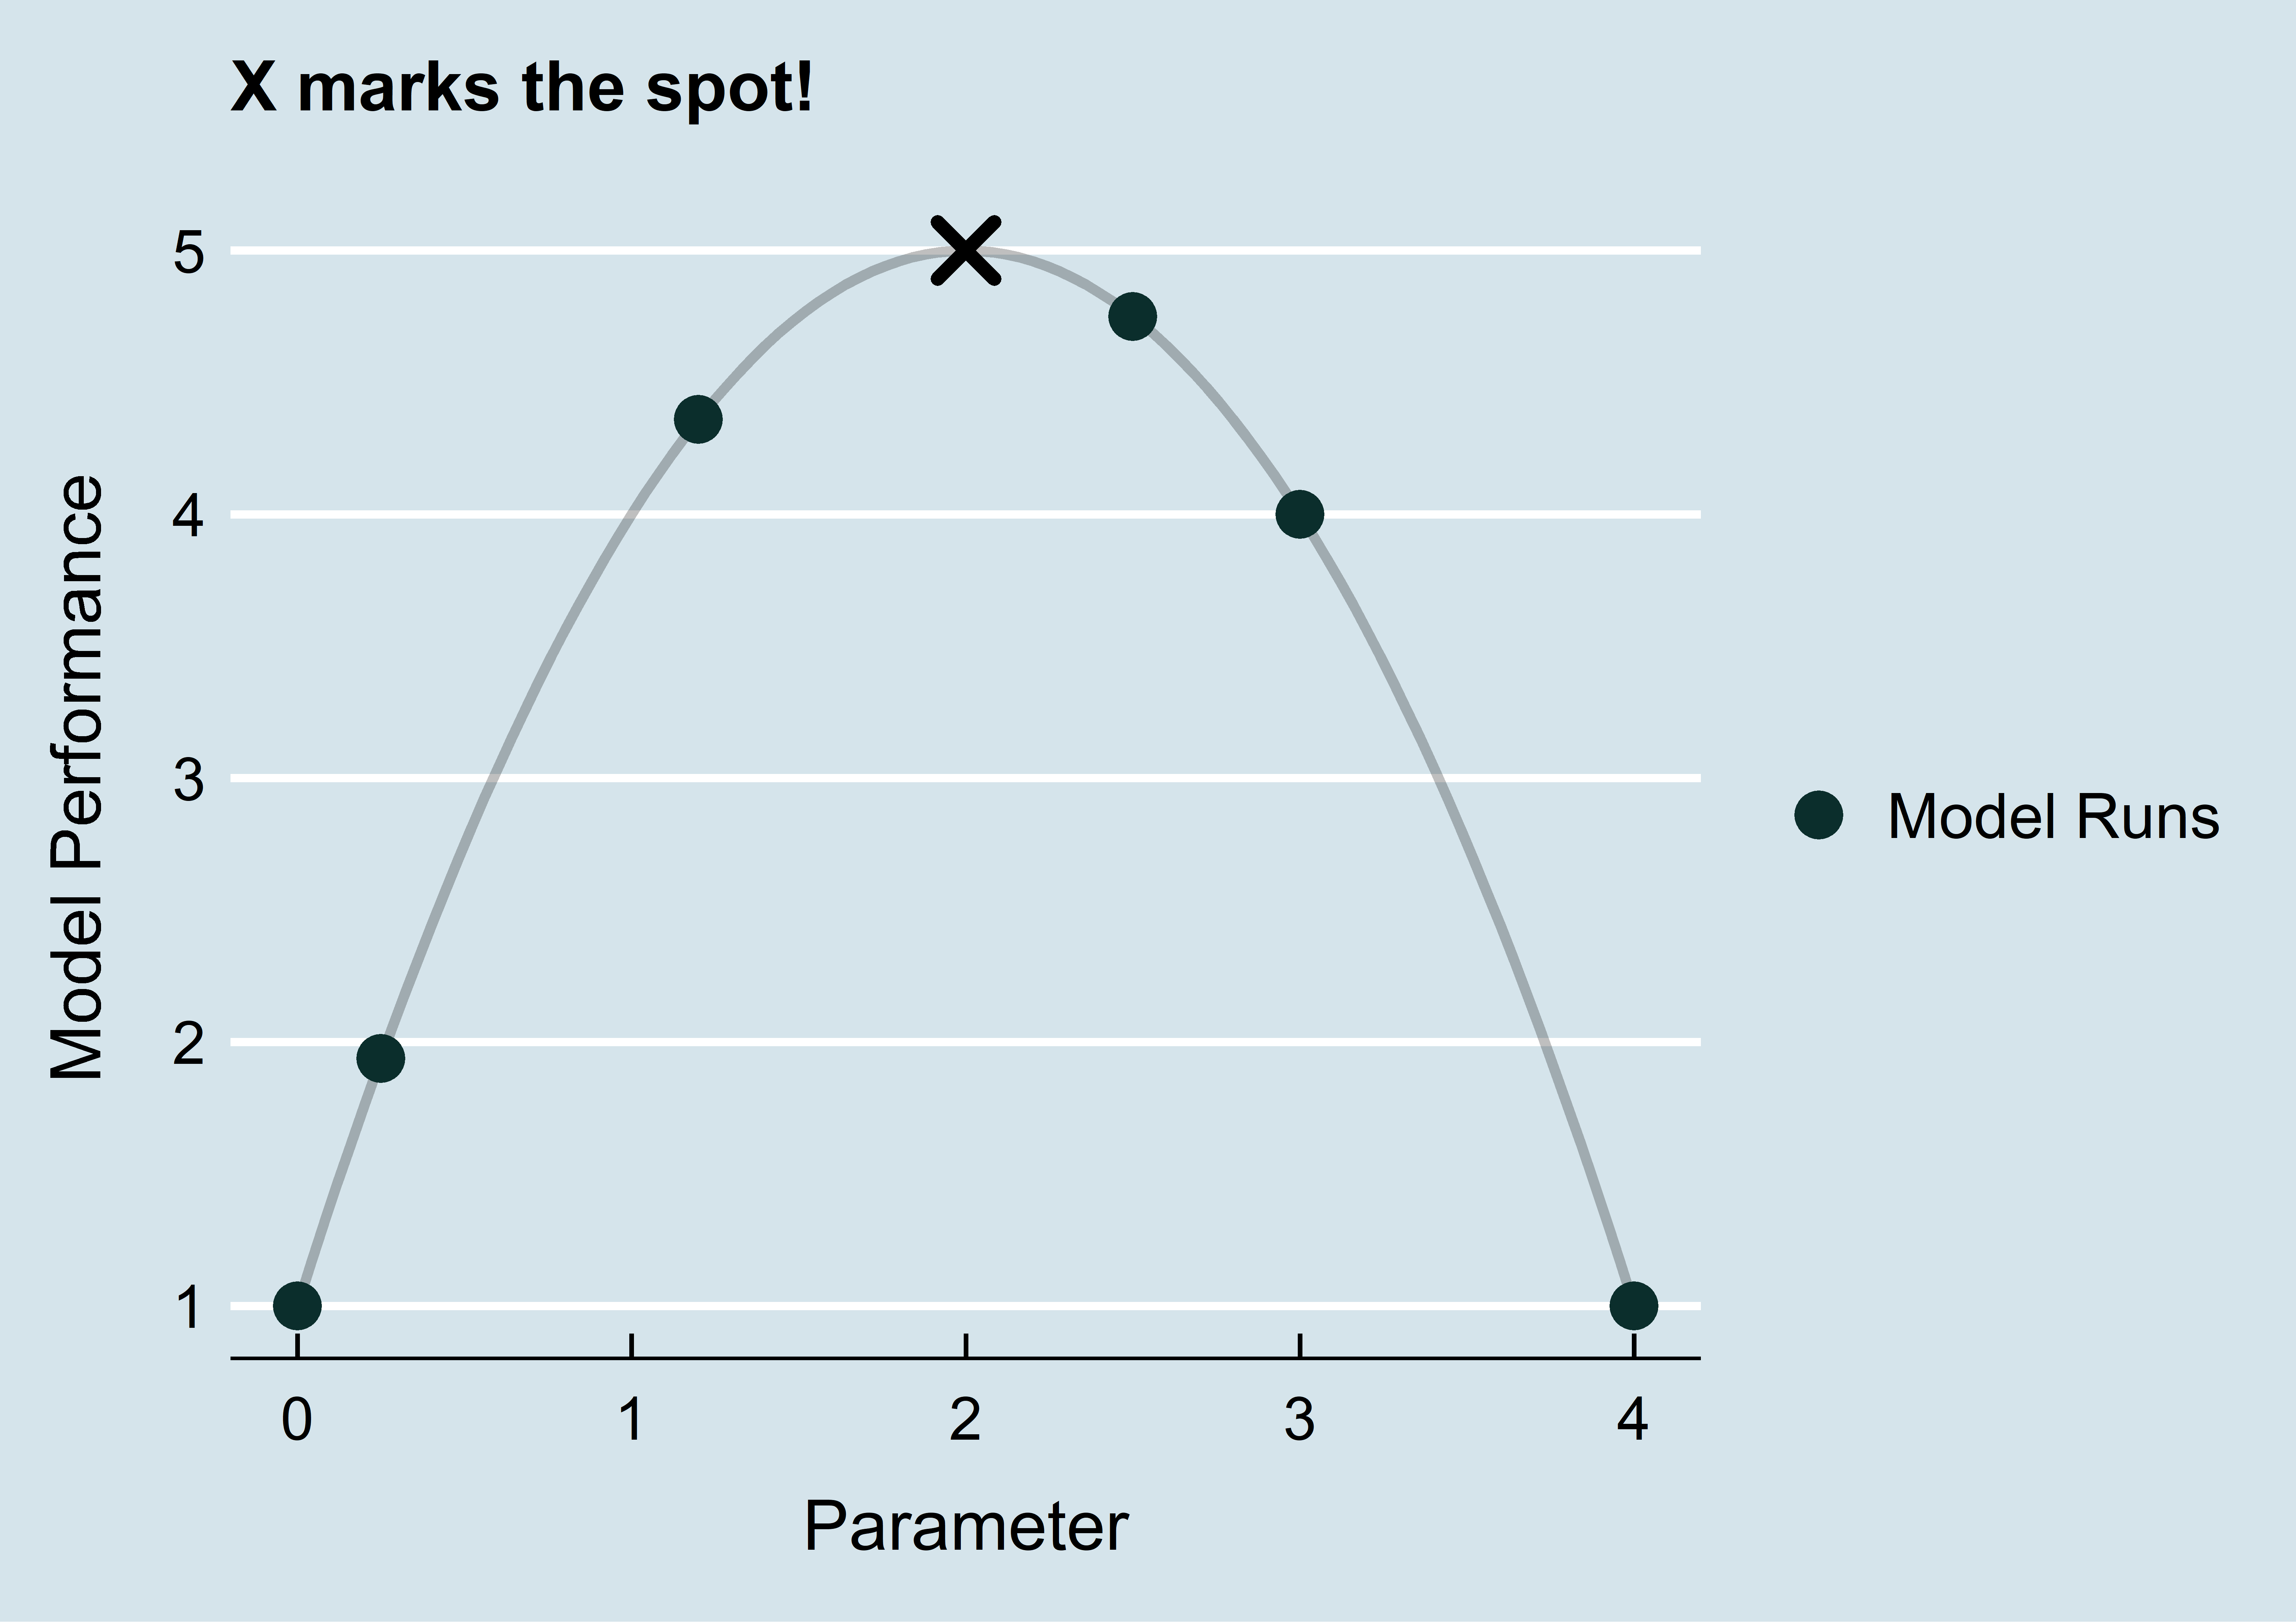 X marks the spot!
5
4
3
2
1
Model Performance
0 1 2 3 4
Parameter
Model Runs